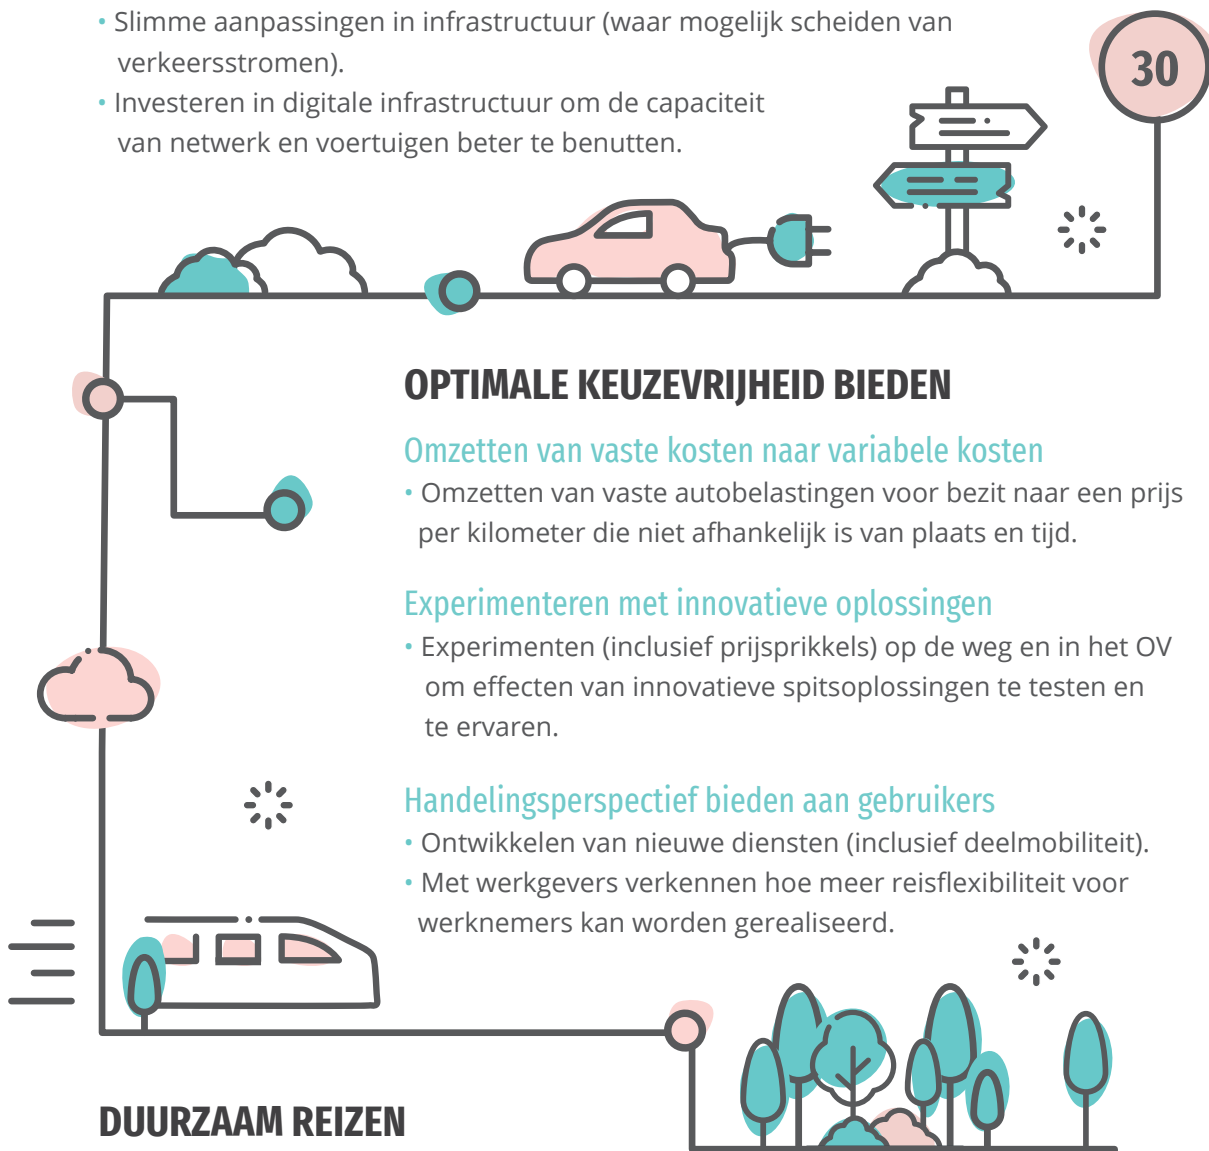 • Slimme aanpassingen in infrastructuur (waar mogelijk scheiden van
verkeersstromen).
• Investeren in digitale infrastructuur om de capaciteit
van netwerk en voertuigen beter te benutten.
30
OPTIMALE KEUZEVRIJHEID BIEDEN
Omzetten van vaste kosten naar variabele kosten
• Omzetten van vaste autobelastingen voor bezit naar een prijs
per kilometer die niet afhankelijk is van plaats en tijd.
Experimenteren met innovatieve oplossingen
• Experimenten (inclusief prijsprikkels) op de weg en in het OV
om effecten van innovatieve spitsoplossingen te testen en
te ervaren.
Handelingsperspectief bieden aan gebruikers
• Ontwikkelen van nieuwe diensten (inclusief deelmobiliteit).
• Met werkgevers verkennen hoe meer reisflexibiliteit voor
werknemers kan worden gerealiseerd.
DUURZAAM REIZEN